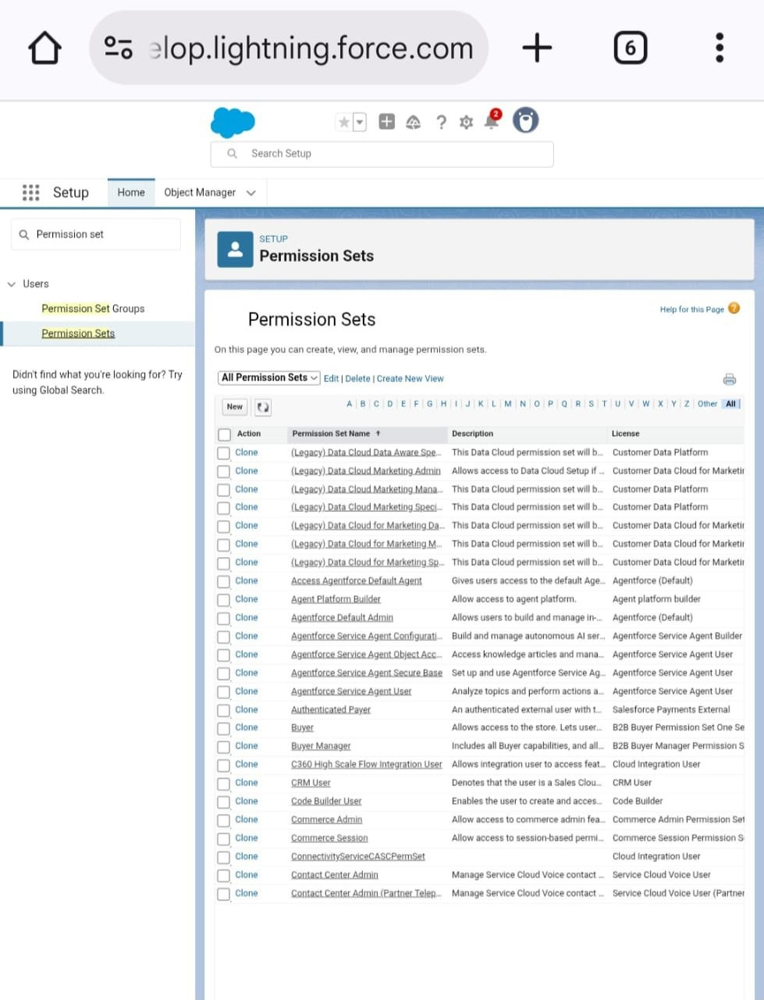 elop.lightning.force.com
6
2
Search Setup
Setup Home Object Manager
Permission set
SETUP
Permission Sets
Users
Permission Set Groups
Permission Sets
Didn't find what you're looking for? Try
using Global Search.
Permission Sets
Help for this Page ?
On this page you can create, view, and manage permission sets.
All Permission Sets Edit | Delete | Create New View
New A | B | C | D | E | F | G | H | I | J | K | L | M | N | O | P | Q | R | S | T | U | V | W | X | Y | Z | Other | All |
Action Permission Set Name ↑ Description License
Clone (Legacy) Data Cloud Data Aware Spe... This Data Cloud permission set will b... Customer Data Platform
Clone (Legacy) Data Cloud Marketing Admin Allows access to Data Cloud Setup if ... Customer Data Cloud for Marketin
Clone (Legacy) Data Cloud Marketing Mana... This Data Cloud permission set will b... Customer Data Platform
Clone (Legacy) Data Cloud Marketing Speci... This Data Cloud permission set will b... Customer Data Platform
Clone (Legacy) Data Cloud for Marketing Da... This Data Cloud permission set will b... Customer Data Cloud for Marketin
Clone (Legacy) Data Cloud for Marketing M... This Data Cloud permission set will b... Customer Data Cloud for Marketin
Clone (Legacy) Data Cloud for Marketing Sp... This Data Cloud permission set will b... Customer Data Cloud for Marketin
Clone Access Agentforce Default Agent Gives users access to the default Age... Agentforce (Default)
Clone Agent Platform Builder Allow access to agent platform. Agent platform builder
Clone Agentforce Default Admin Allows users to build and manage in-... Agentforce (Default)
Clone Agentforce Service Agent Configurati... Build and manage autonomous AI ser... Agentforce Service Agent Builder
Clone Agentforce Service Agent Object Acc... Access knowledge articles and mana... Agentforce Service Agent User
Clone Agentforce Service Agent Secure Base Set up and use Agentforce Service Ag... Agentforce Service Agent User
Clone Agentforce Service Agent User Analyze topics and perform actions a... Agentforce Service Agent User
Clone Authenticated Payer An authenticated external user with t... Salesforce Payments External
Clone Buyer Allows access to the store. Lets user... B2B Buyer Permission Set One Se
Clone Buyer Manager Includes all Buyer capabilities, and all... B2B Buyer Manager Permission S
Clone C360 High Scale Flow Integration User Allows integration user to access feat... Cloud Integration User
Clone CRM User Denotes that the user is a Sales Clou... CRM User
Clone Code Builder User Enables the user to create and acces... Code Builder
Clone Commerce Admin Allow access to commerce admin fea... Commerce Admin Permission Set
Clone Commerce Session Allow access to session-based permi... Commerce Session Permission S
Clone ConnectivityServiceCASCPermSet Cloud Integration User
Clone Contact Center Admin Manage Service Cloud Voice contact ... Service Cloud Voice User
Clone Contact Center Admin (Partner Telep... Manage Service Cloud Voice contact ... Service Cloud Voice User (Partner